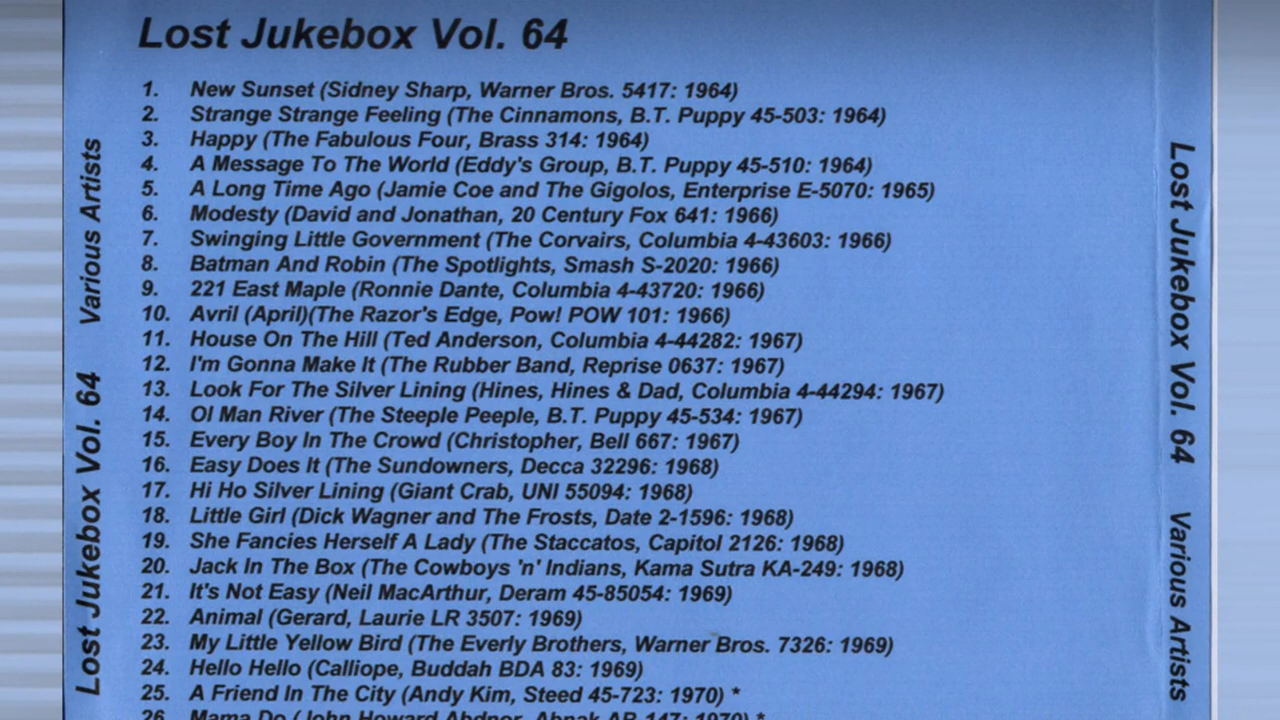 Lost Jukebox Vol. 64
1. New Sunset (Sidney Sharp, Warner Bros. 5417: 1964)
2. Strange Strange Feeling (The Cinnamons, B.T. Puppy 45-503: 1964)
3. Happy (The Fabulous Four, Brass 314: 1964)
4. A Message To The World (Eddy's Group, B.T. Puppy 45-510: 1964)
5. A Long Time Ago (Jamie Coe and The Gigolos, Enterprise E-5070: 1965)
6. Modesty (David and Jonathan, 20 Century Fox 641: 1966)
7. Swinging Little Government (The Corvairs, Columbia 4-43603: 1966)
8. Batman And Robin (The Spotlights, Smash S-2020: 1966)
9. 221 East Maple (Ronnie Dante, Columbia 4-43720: 1966)
10. Avril (April)(The Razor's Edge, Pow! POW 101: 1966)
11. House On The Hill (Ted Anderson, Columbia 4-44282: 1967)
12. I'm Gonna Make It (The Rubber Band, Reprise 0637: 1967)
13. Look For The Silver Lining (Hines, Hines & Dad, Columbia 4-44294: 1967)
14. Ol Man River (The Steeple Peeple, B.T. Puppy 45-534: 1967)
15. Every Boy In The Crowd (Christopher, Bell 667: 1967)
16. Easy Does It (The Sundowners, Decca 32296: 1968)
17. Hi Ho Silver Lining (Giant Crab, UNI 55094: 1968)
18. Little Girl (Dick Wagner and The Frosts, Date 2-1596: 1968)
19. She Fancies Herself A Lady (The Staccatos, Capitol 2126: 1968)
20. Jack In The Box (The Cowboys 'n' Indians, Kama Sutra KA-249: 1968)
21. It's Not Easy (Neil MacArthur, Deram 45-85054: 1969)
22. Animal (Gerard, Laurie LR 3507: 1969)
23. My Little Yellow Bird (The Everly Brothers, Warner Bros. 7326: 1969)
24. Hello Hello (Calliope, Buddah BDA 83: 1969)
25. A Friend In The City (Andy Kim, Steed 45-723: 1970) *
26. Mama Do (John Howard Abdnor, Abnak AB-147: 1970) *
Lost Jukebox Vol. 64 Various Artists
Lost Jukebox Vol. 64 Various Artists